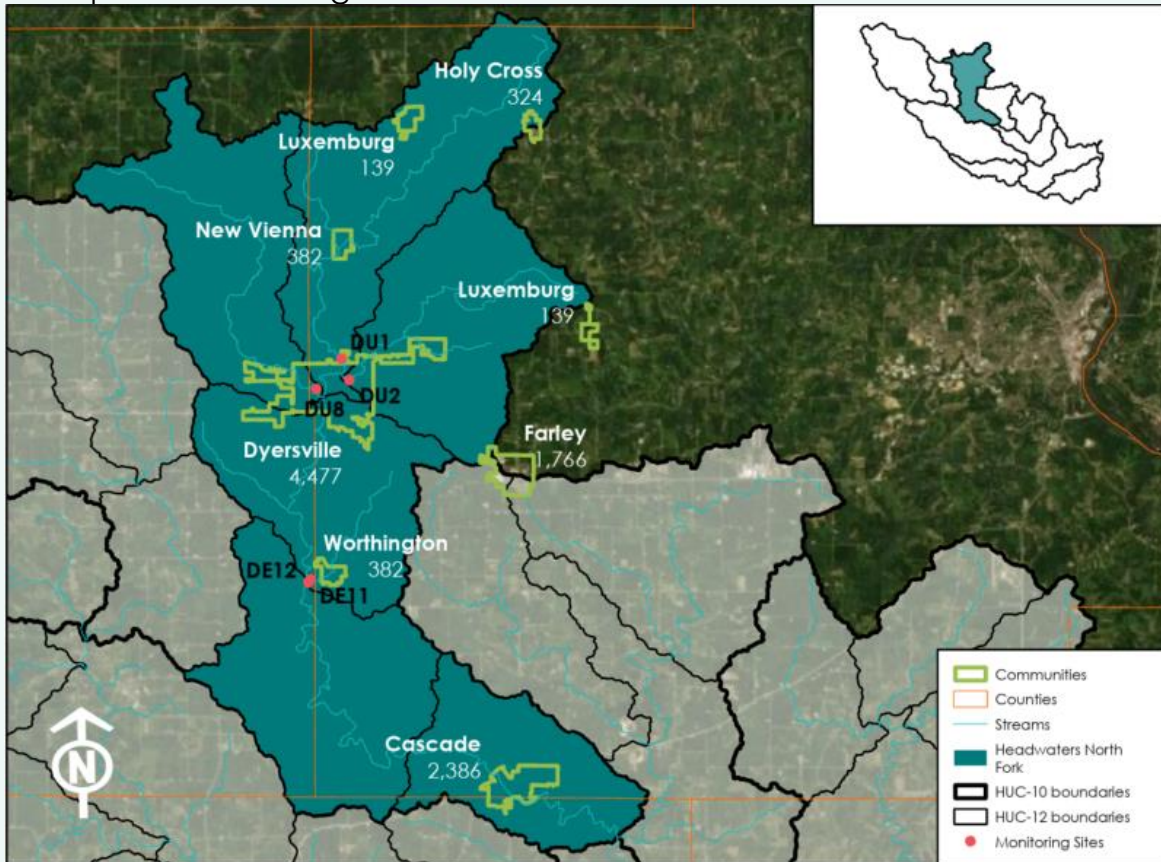 Holy Cross
324
Luxemburg
139
New Vienna
382
Luxemburg
139
DU1
DU2
DU8
Dyersville
4,477
Farley
1,766
Worthington
382
DE12
DE11
Cascade
2,386
N
Communities
Counties
Streams
Headwaters North
Fork
HUC-10 boundaries
HUC-12 boundaries
Monitoring Sites